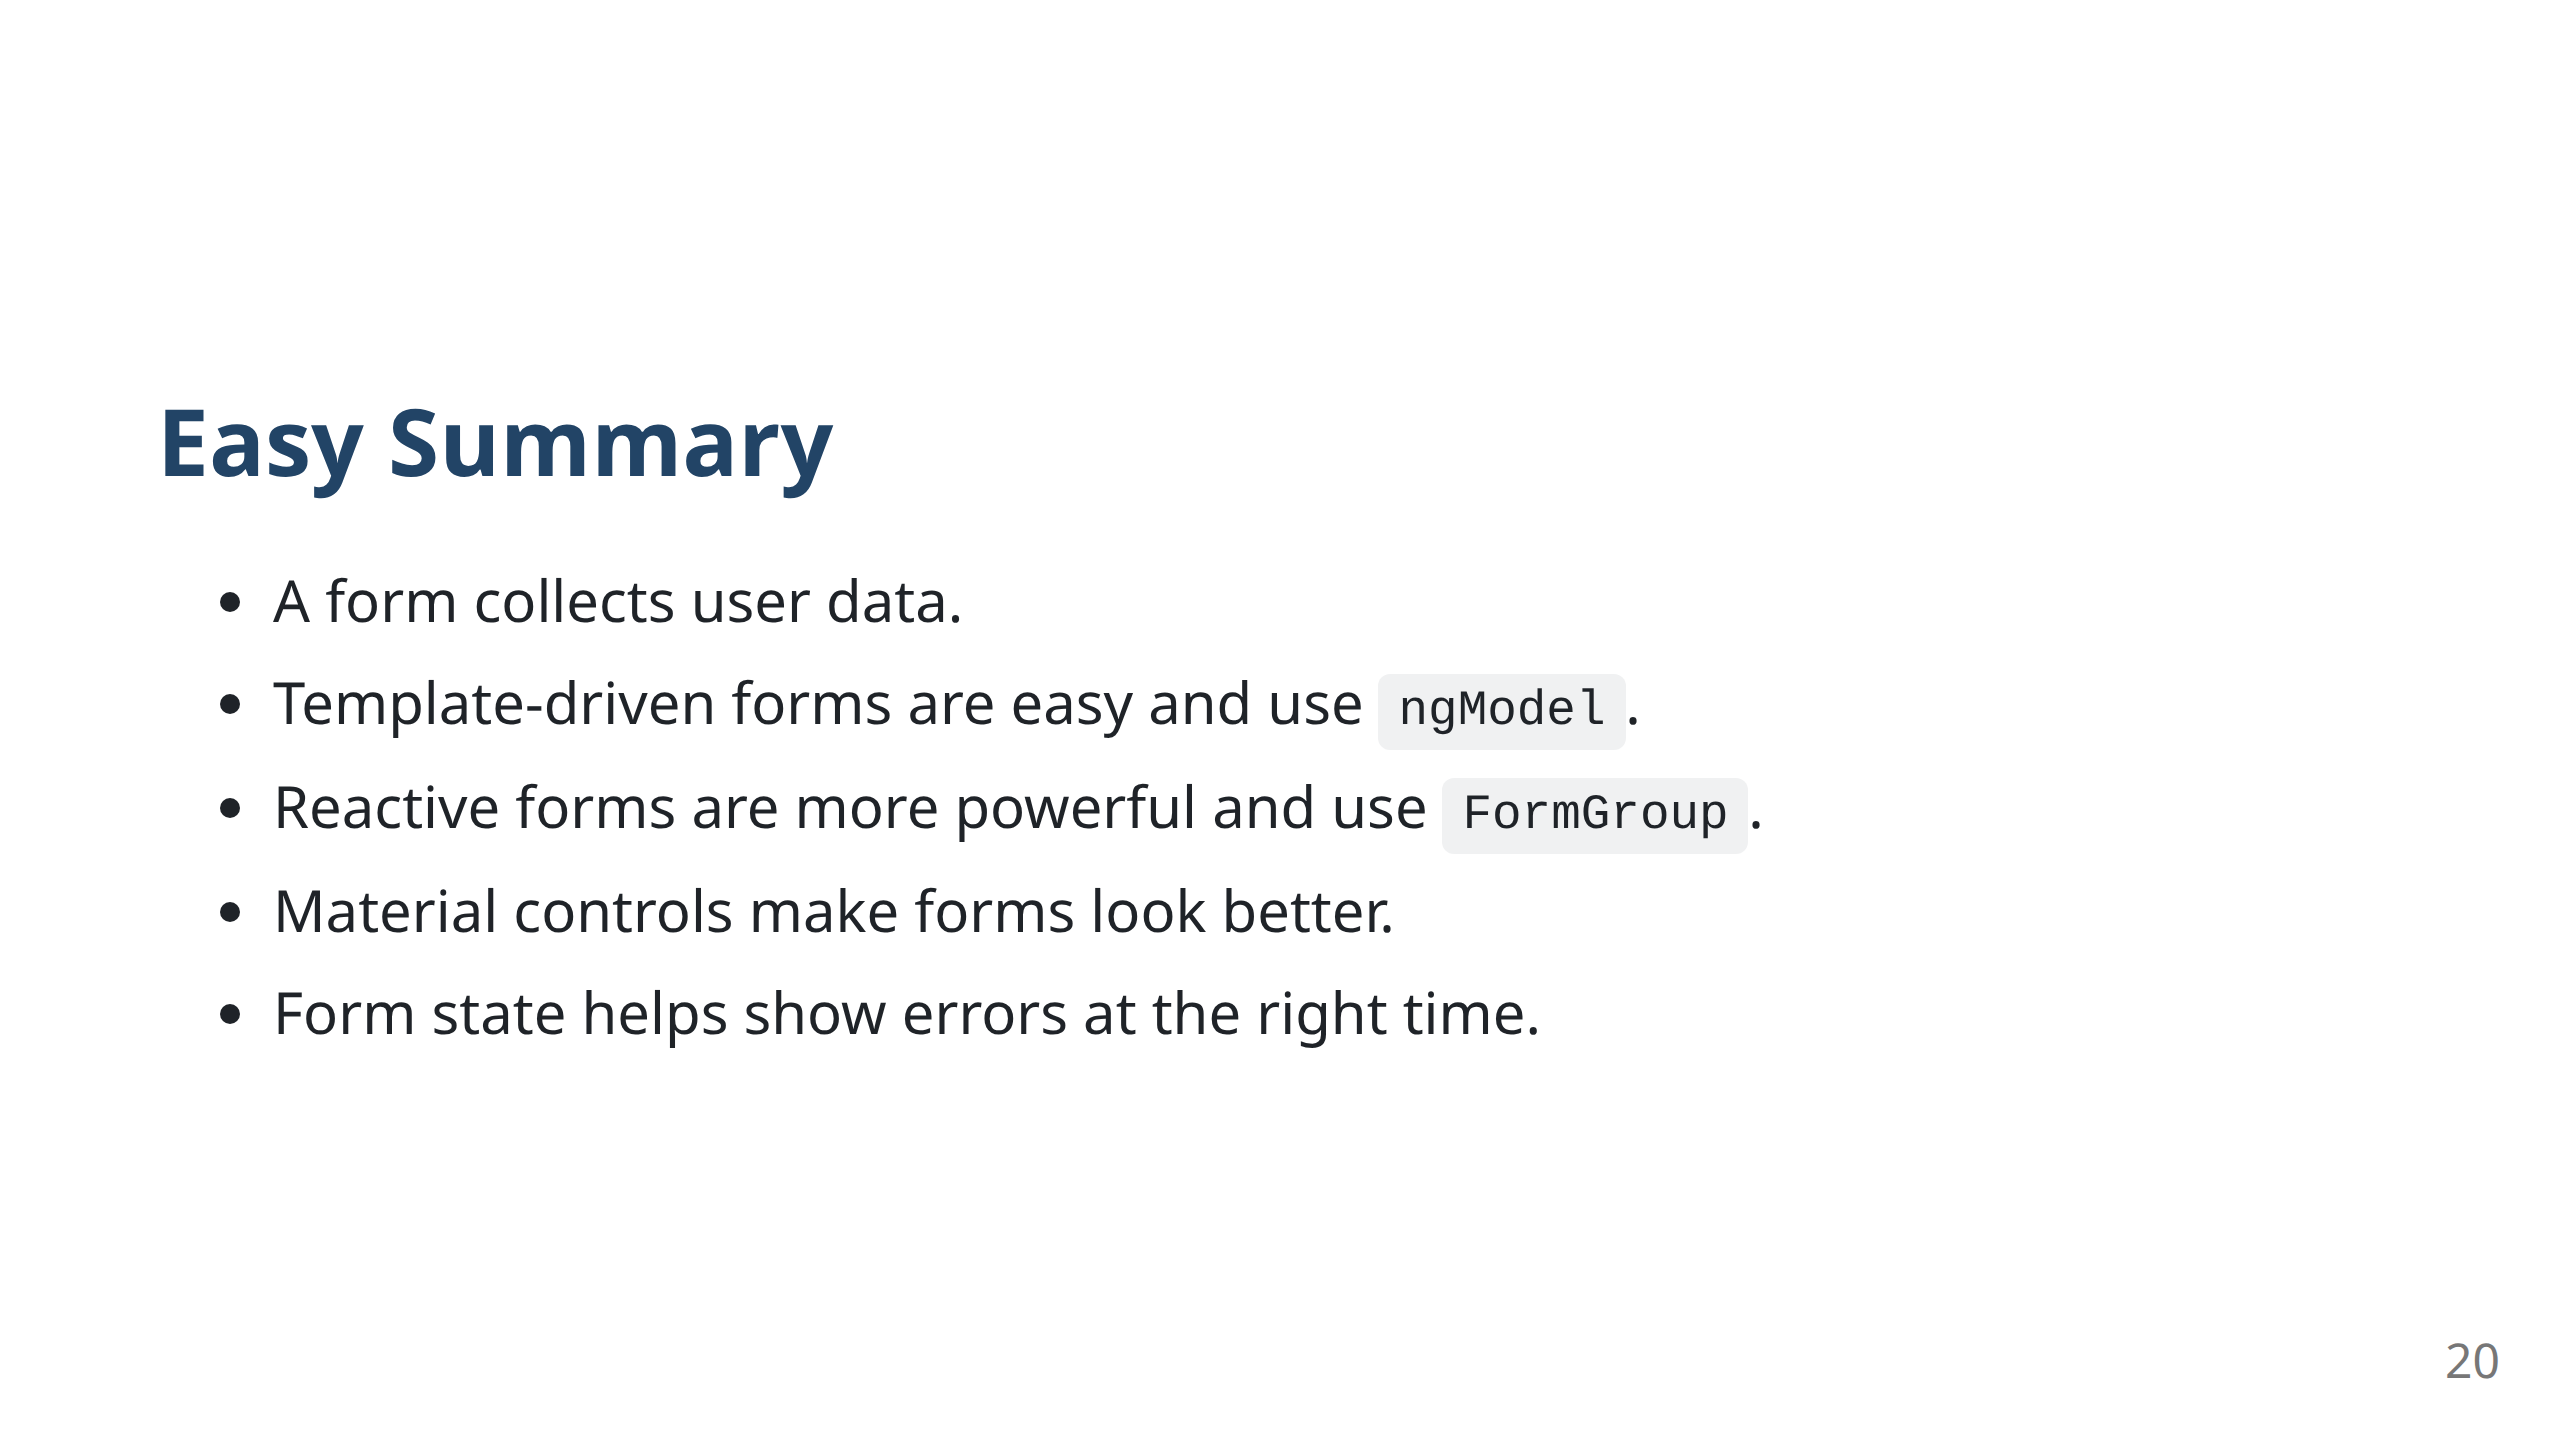 Easy Summary
• A form collects user data.
• Template-driven forms are easy and use ngModel.
• Reactive forms are more powerful and use FormGroup.
• Material controls make forms look better.
• Form state helps show errors at the right time.
20